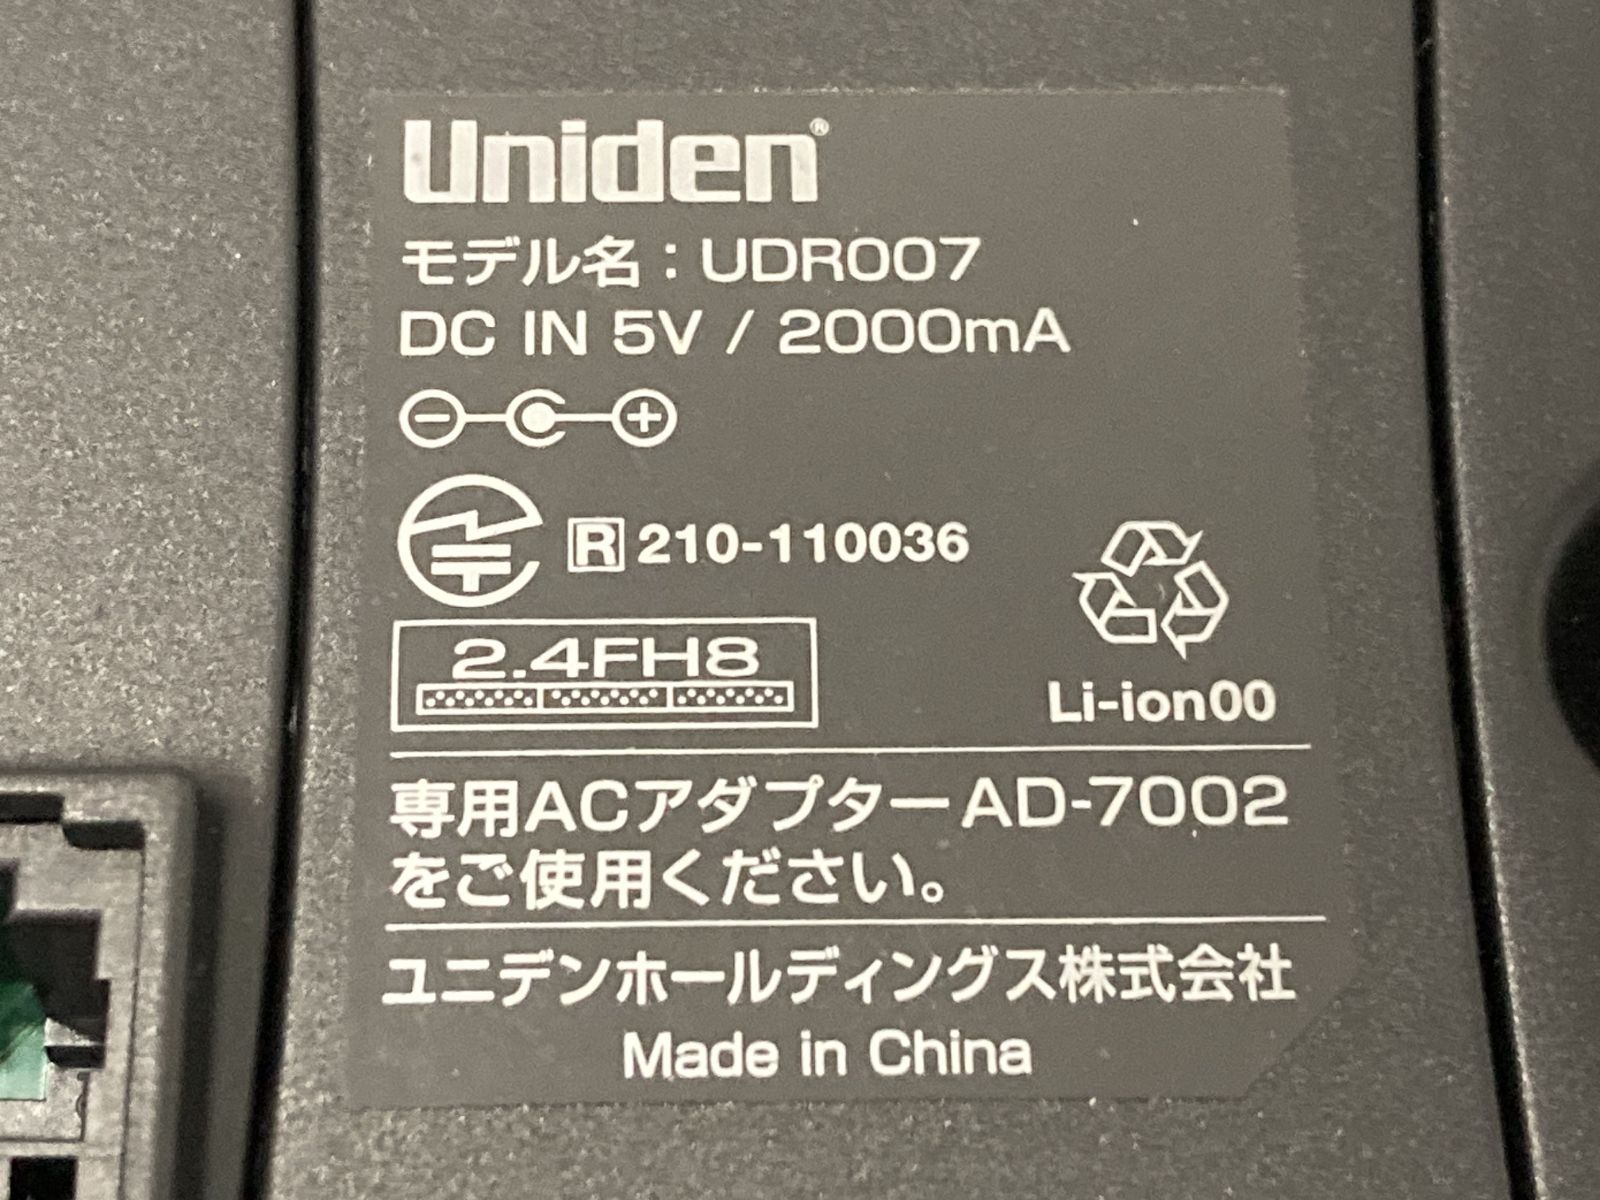 Uniden®
モデル名：UDR007
DC IN 5V / 2000mA
R 210-110036
2.4FH8
Li-ion00
専用ACアダプターAD-7002
をご使用ください。
ユニデンホールディングス株式会社
Made in China